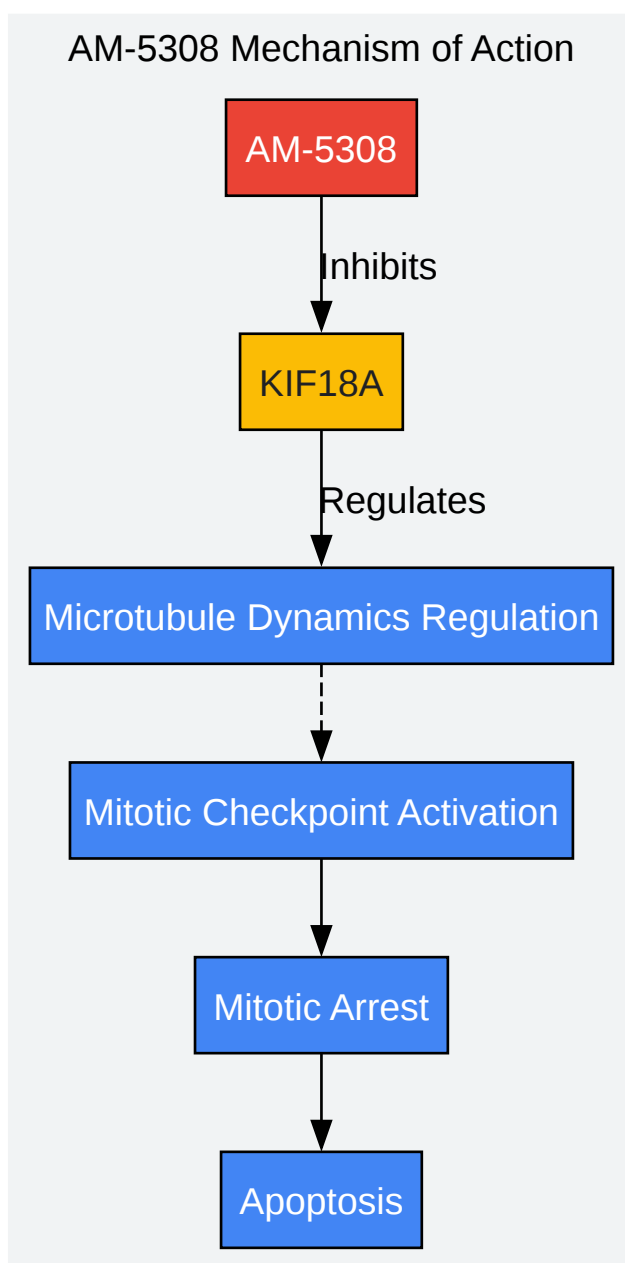 AM-5308 Mechanism of Action
AM-5308
Inhibits
KIF18A
Regulates
Microtubule Dynamics Regulation
Mitotic Checkpoint Activation
Mitotic Arrest
Apoptosis